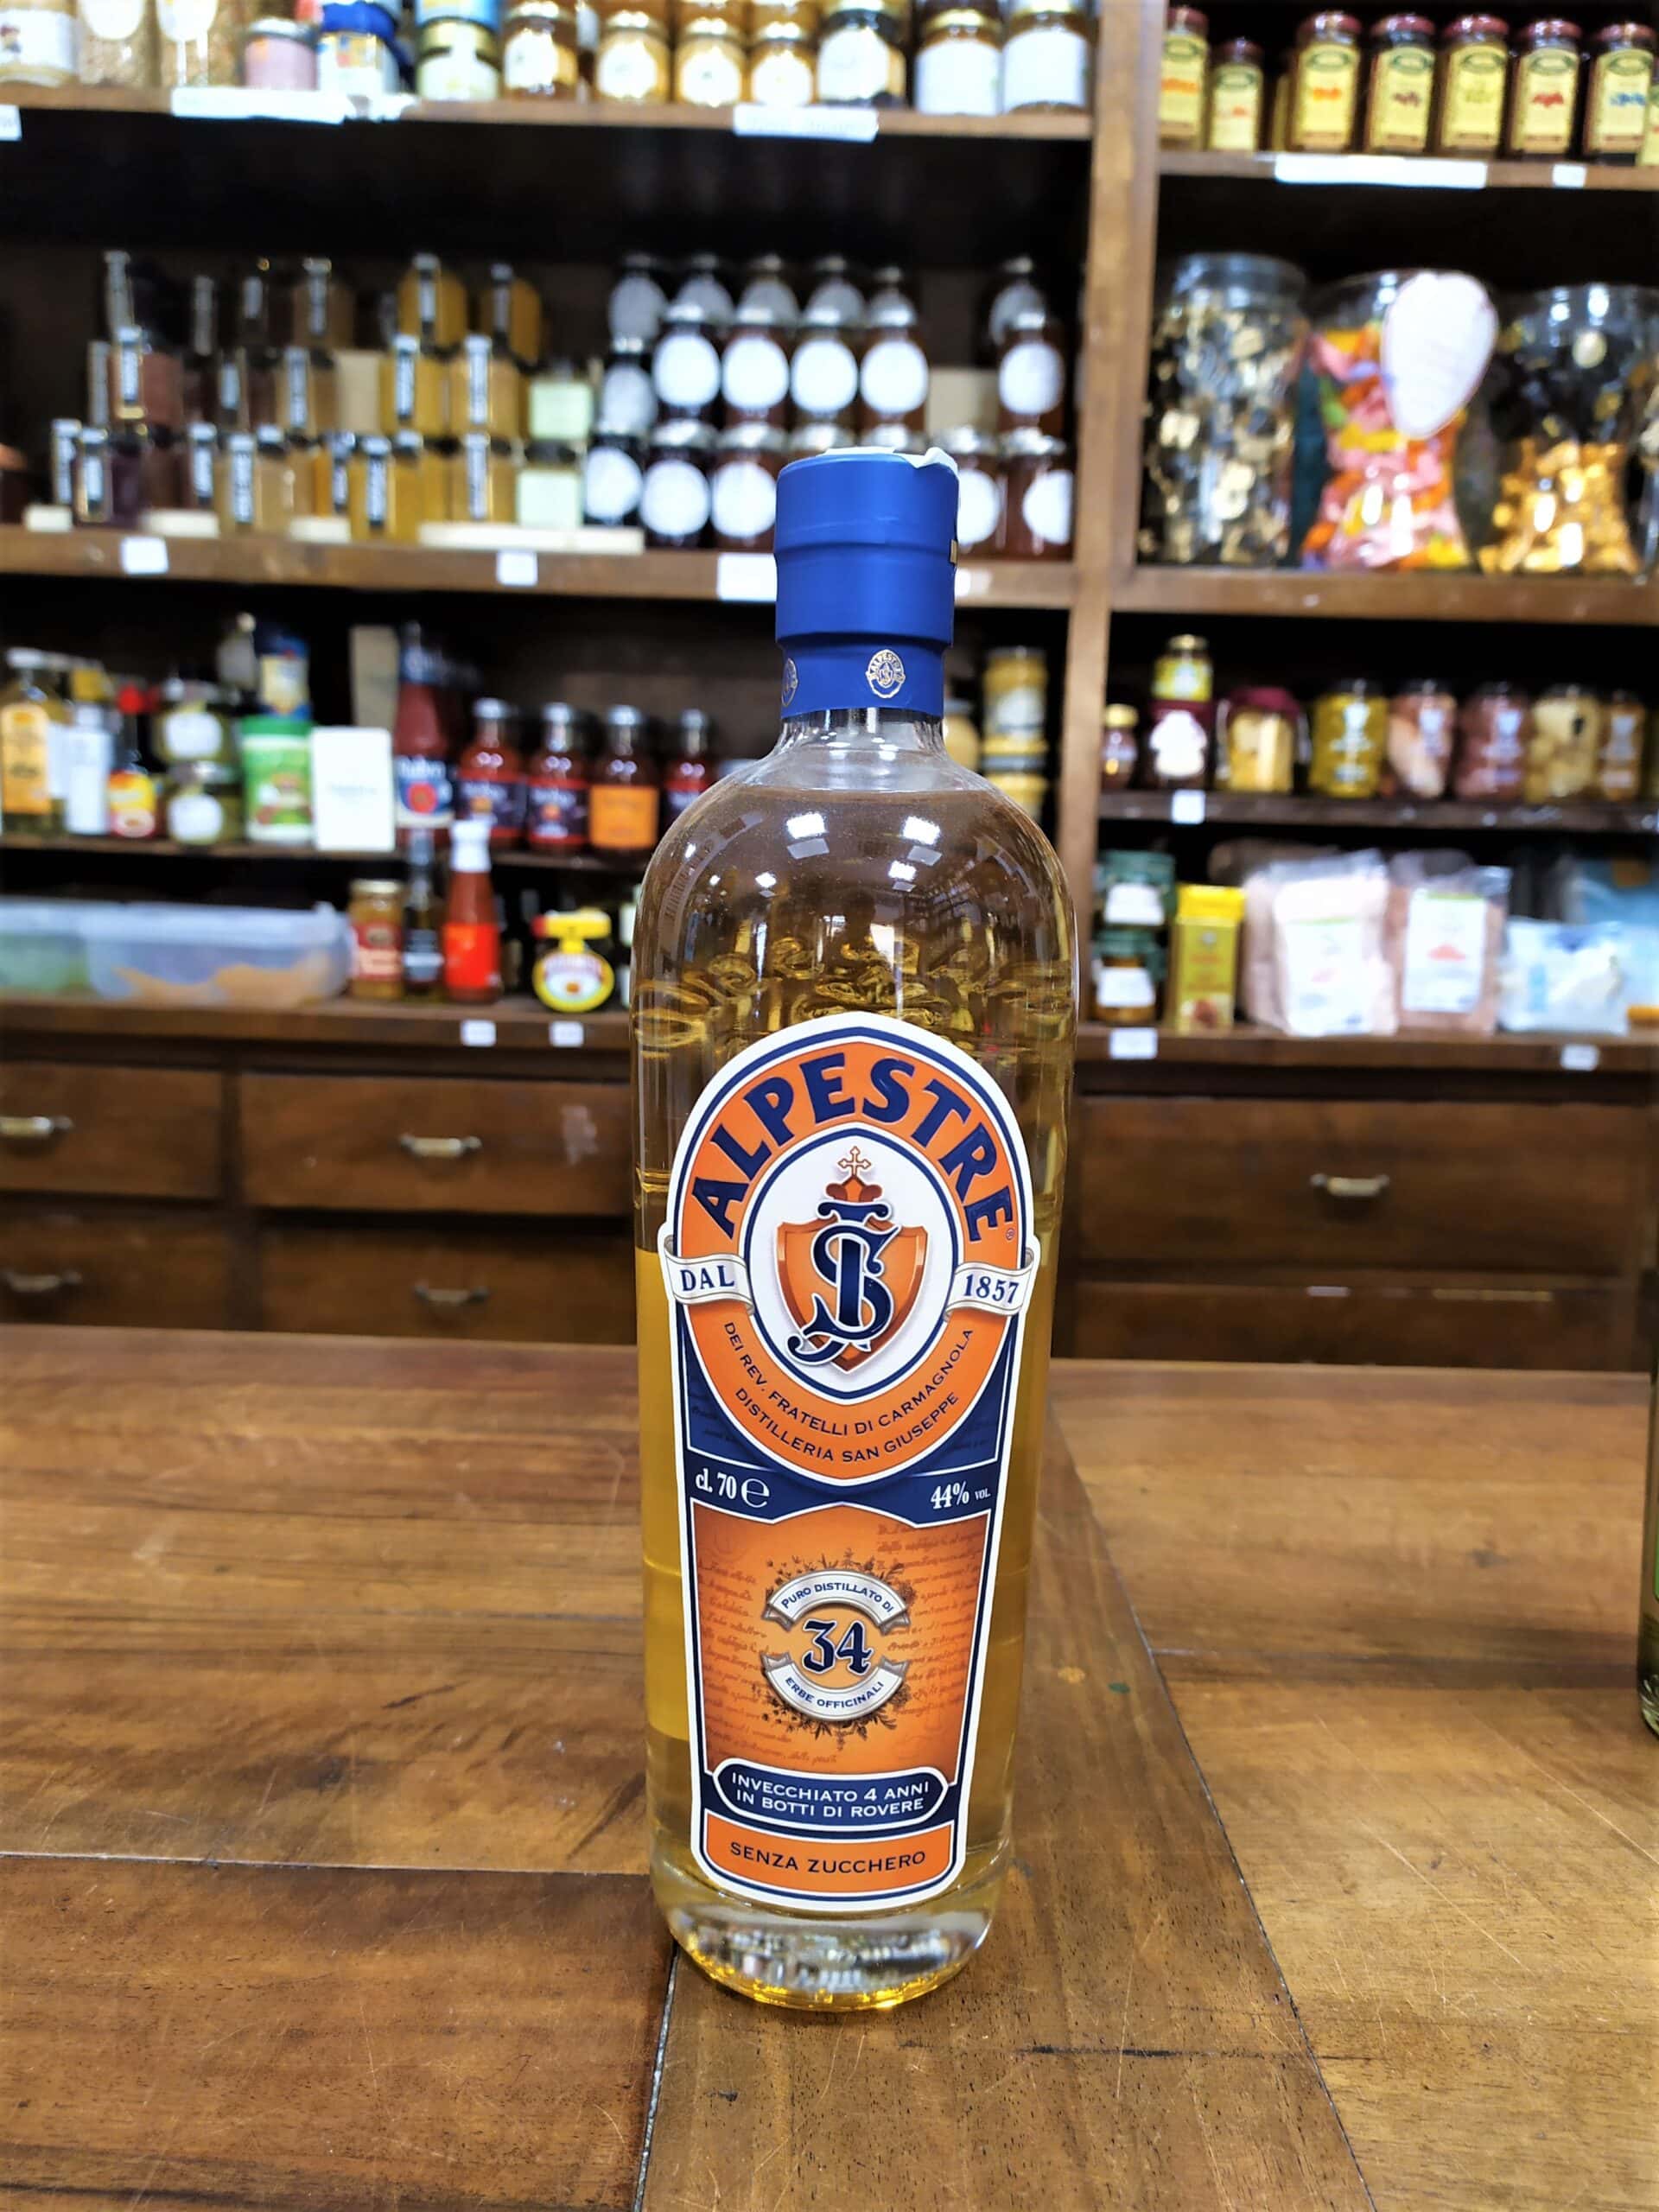 ALPESTRE
JS
DAL 1857
DEI REV. FRATELLI DI CARMAGNOLA
DISTILLERIA SAN GIUSEPPE
cl. 70 ℮ 44% VOL.
PURO DISTILLATO DI
34
ERBE OFFICINALI
INVECCHIATO 4 ANNI
IN BOTTI DI ROVERE
SENZA ZUCCHERO